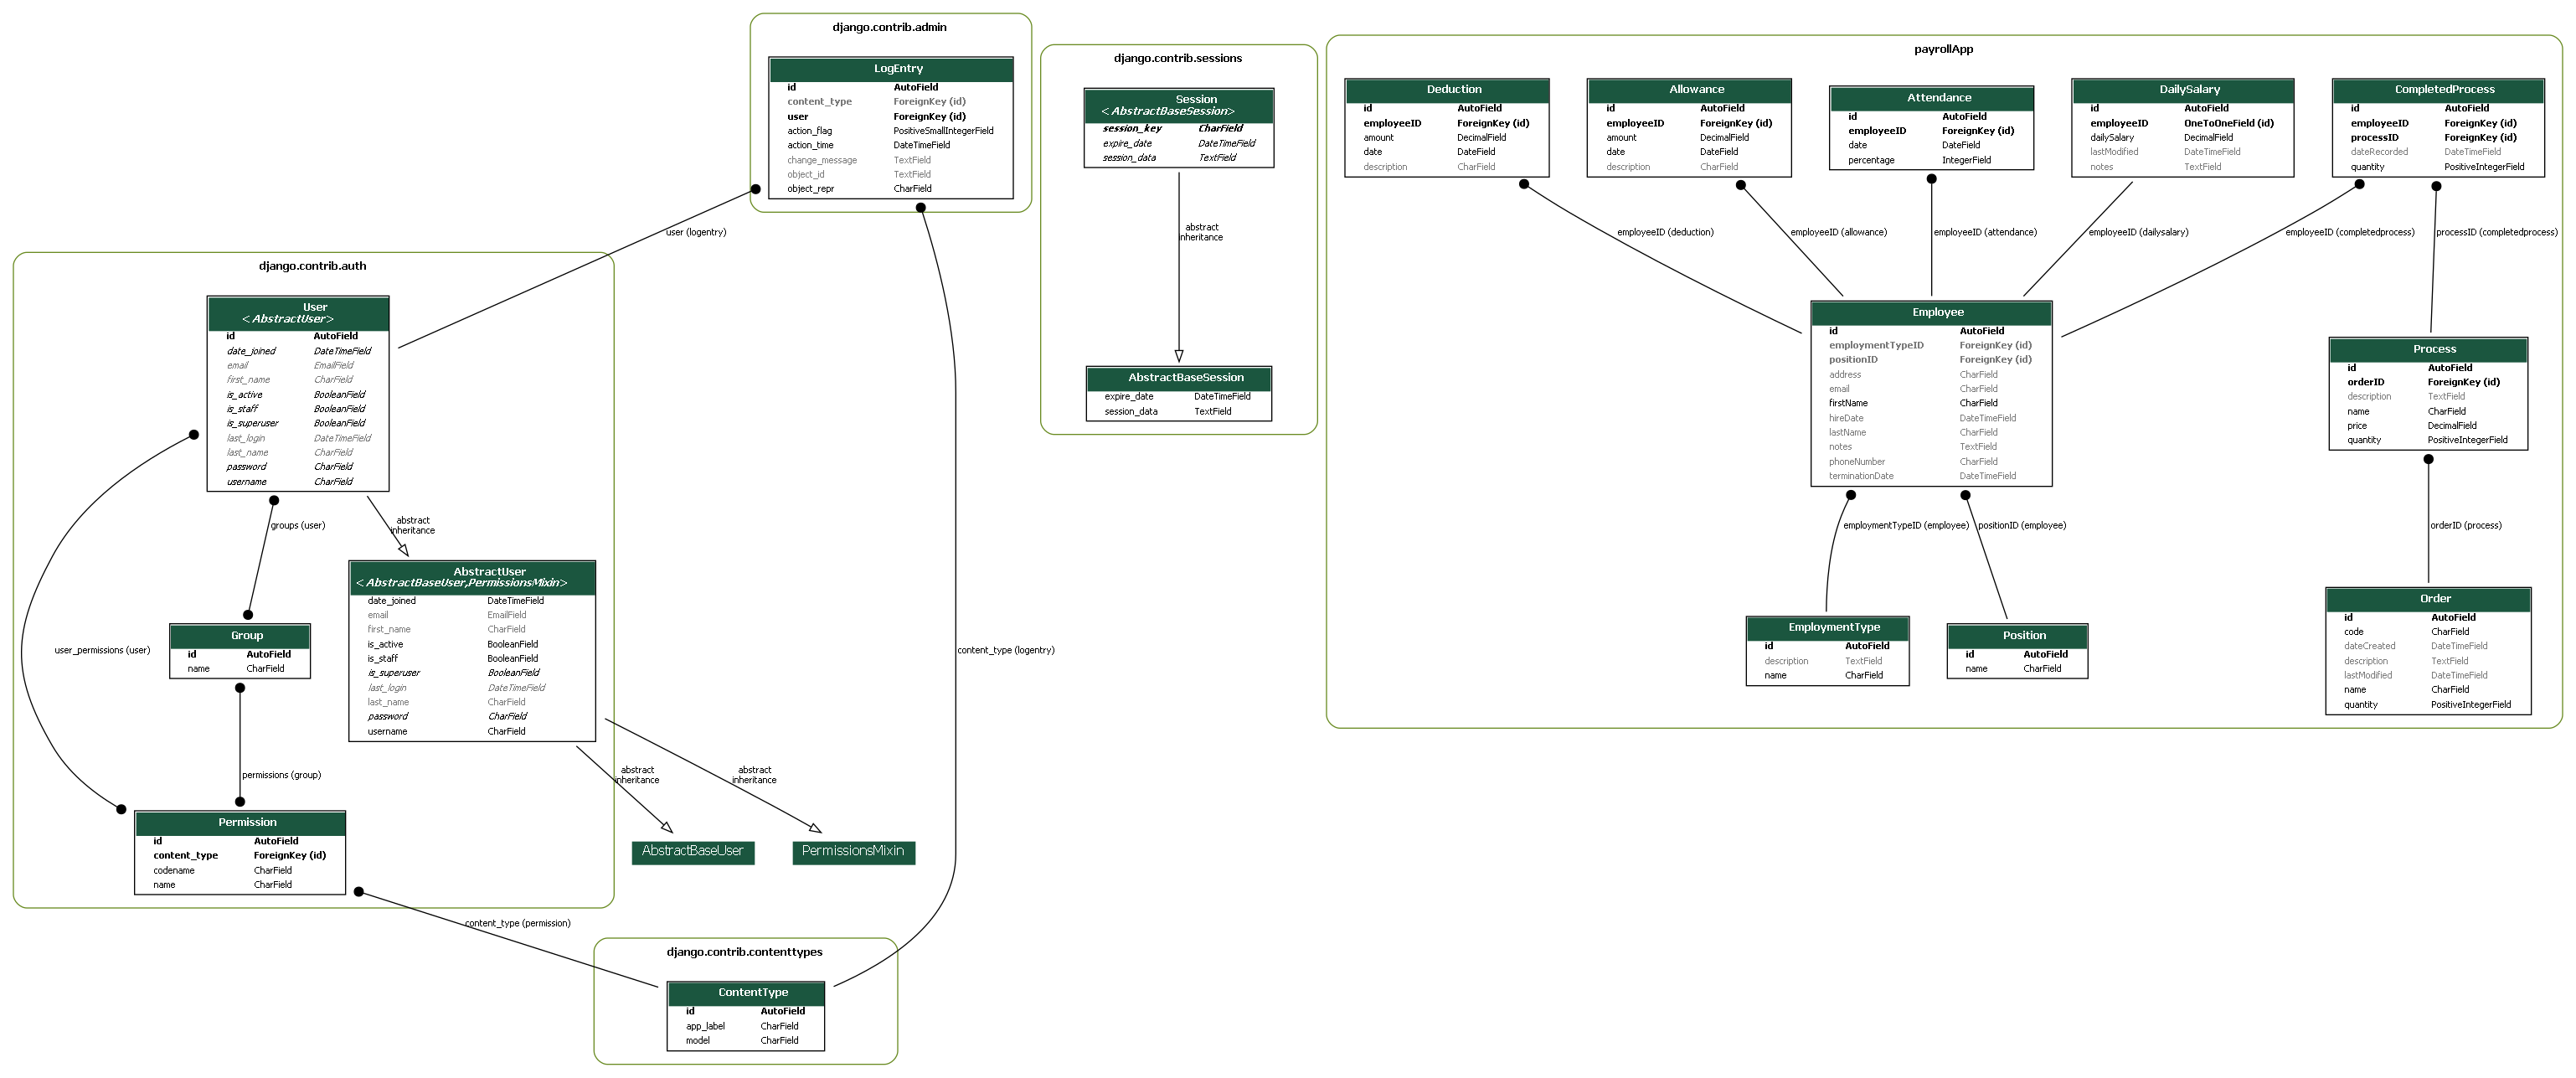 django.contrib.admin
LogEntry
id AutoField
content_type ForeignKey (id)
user ForeignKey (id)
action_flag PositiveSmallIntegerField
action_time DateTimeField
change_message TextField
object_id TextField
object_repr CharField
django.contrib.sessions
Session
<AbstractBaseSession>
session_key CharField
expire_date DateTimeField
session_data TextField
abstract
inheritance
AbstractBaseSession
expire_date DateTimeField
session_data TextField
payrollApp
Deduction
id AutoField
employeeID ForeignKey (id)
amount DecimalField
date DateField
description CharField
Allowance
id AutoField
employeeID ForeignKey (id)
amount DecimalField
date DateField
description CharField
Attendance
id AutoField
employeeID ForeignKey (id)
date DateField
percentage IntegerField
DailySalary
id AutoField
employeeID OneToOneField (id)
dailySalary DecimalField
lastModified DateTimeField
notes TextField
CompletedProcess
id AutoField
employeeID ForeignKey (id)
processID ForeignKey (id)
dateRecorded DateTimeField
quantity PositiveIntegerField
employeeID (deduction)
employeeID (allowance)
employeeID (attendance)
employeeID (dailysalary)
employeeID (completedprocess)
processID (completedprocess)
Employee
id AutoField
employmentTypeID ForeignKey (id)
positionID ForeignKey (id)
address CharField
email CharField
firstName CharField
hireDate DateTimeField
lastName CharField
notes TextField
phoneNumber CharField
terminationDate DateTimeField
Process
id AutoField
orderID ForeignKey (id)
description TextField
name CharField
price DecimalField
quantity PositiveIntegerField
employmentTypeID (employee)
positionID (employee)
orderID (process)
EmploymentType
id AutoField
description TextField
name CharField
Position
id AutoField
name CharField
Order
id AutoField
code CharField
dateCreated DateTimeField
description TextField
lastModified DateTimeField
name CharField
quantity PositiveIntegerField
user (logentry)
django.contrib.auth
User
<AbstractUser>
id AutoField
date_joined DateTimeField
email EmailField
first_name CharField
is_active BooleanField
is_staff BooleanField
is_superuser BooleanField
last_login DateTimeField
last_name CharField
password CharField
username CharField
groups (user)
abstract
inheritance
AbstractUser
<AbstractBaseUser,PermissionsMixin>
date_joined DateTimeField
email EmailField
first_name CharField
is_active BooleanField
is_staff BooleanField
is_superuser BooleanField
last_login DateTimeField
last_name CharField
password CharField
username CharField
Group
id AutoField
name CharField
user_permissions (user)
content_type (logentry)
permissions (group)
abstract
inheritance
abstract
inheritance
Permission
id AutoField
content_type ForeignKey (id)
codename CharField
name CharField
AbstractBaseUser
PermissionsMixin
content_type (permission)
django.contrib.contenttypes
ContentType
id AutoField
app_label CharField
model CharField